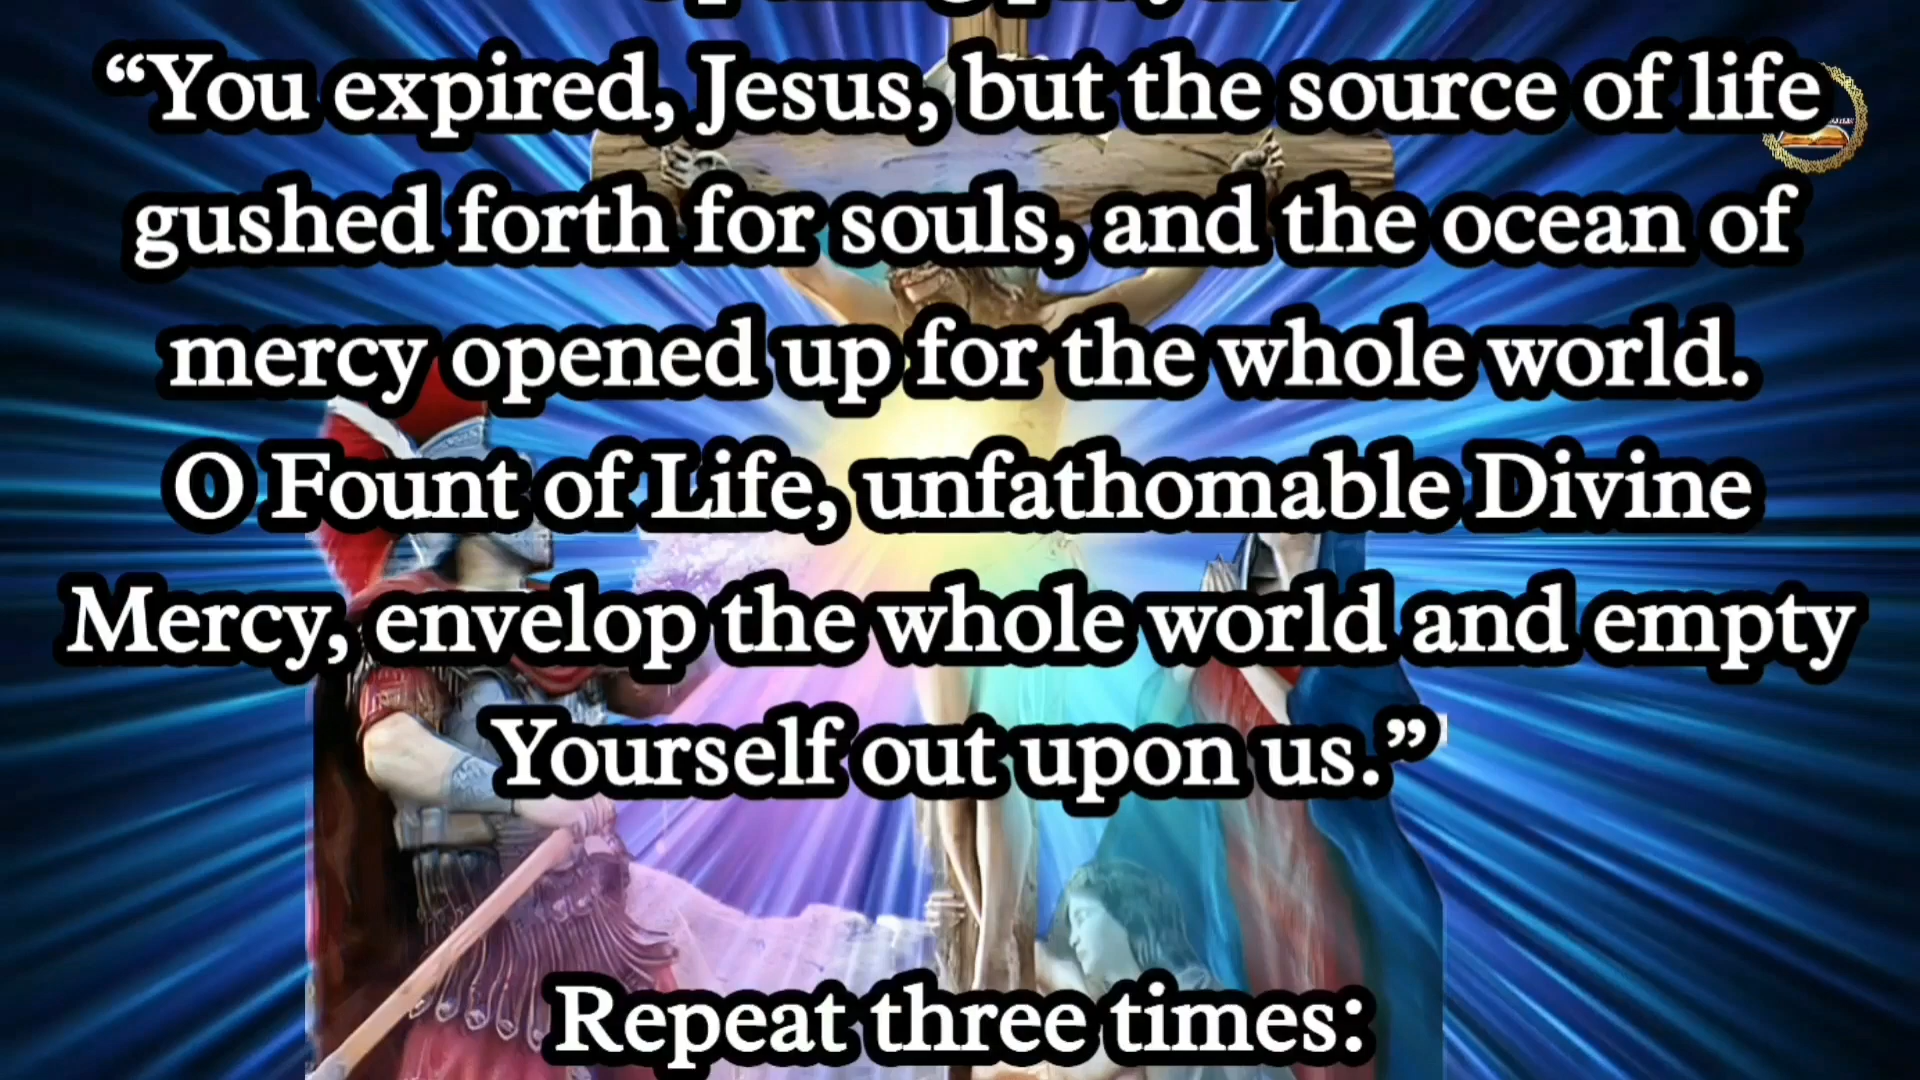 “You expired, Jesus, but the source of life
gushed forth for souls, and the ocean of
mercy opened up for the whole world.
O Fount of Life, unfathomable Divine
Mercy, envelop the whole world and empty
Yourself out upon us.”
Repeat three times: